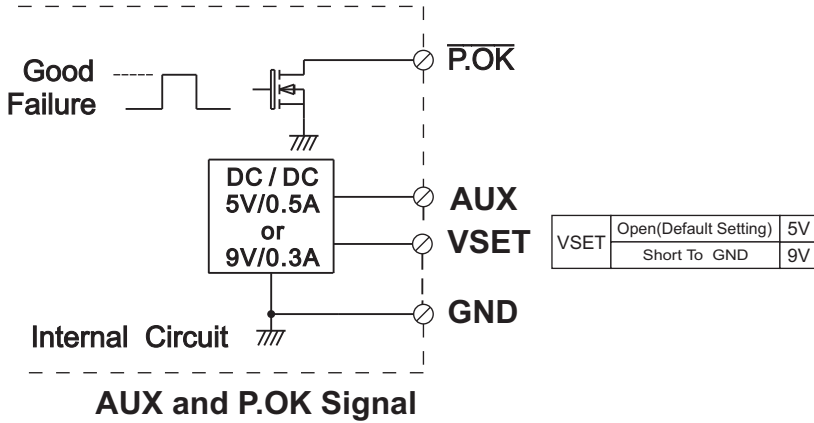 P.OK
Good
Failure
DC / DC
5V/0.5A
or
9V/0.3A
AUX
VSET
VSET Open(Default Setting) 5V
Short To GND 9V
GND
Internal Circuit
AUX and P.OK Signal